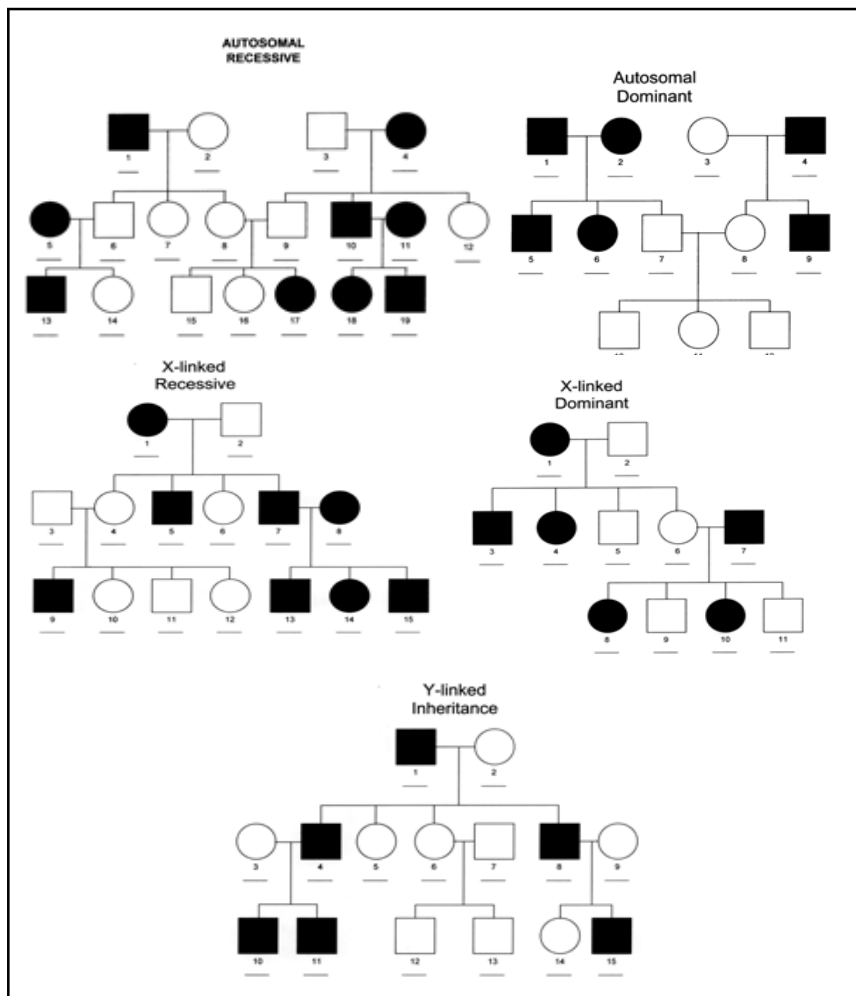 AUTOSOMAL
RECESSIVE
Autosomal
Dominant
1 2 3 4
1 2 3 4
5 6 7 8 9 10 11 12
5 6 7 8 9
13 14 15 16 17 18 19
X-linked
Recessive
X-linked
Dominant
1 2
1 2
3 4 5 6 7 8
3 4 5 6 7
9 10 11 12 13 14 15
8 9 10 11
Y-linked
Inheritance
1 2
3 4 5 6 7 8 9
10 11 12 13 14 15